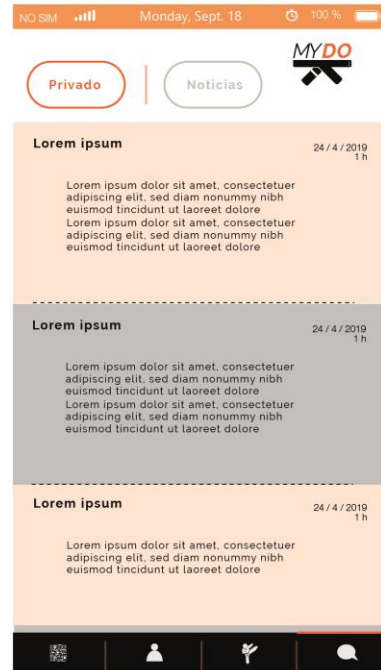 NO SIM Monday, Sept. 18 100 %
MYDO
Privado Noticias
Lorem ipsum
24 / 4 / 2019
1 h
Lorem ipsum dolor sit amet, consectetuer
adipiscing elit, sed diam nonummy nibh
euismod tincidunt ut laoreet dolore
Lorem ipsum dolor sit amet, consectetuer
adipiscing elit, sed diam nonummy nibh
euismod tincidunt ut laoreet dolore
Lorem ipsum
24 / 4 / 2019
1 h
Lorem ipsum dolor sit amet, consectetuer
adipiscing elit, sed diam nonummy nibh
euismod tincidunt ut laoreet dolore
Lorem ipsum dolor sit amet, consectetuer
adipiscing elit, sed diam nonummy nibh
euismod tincidunt ut laoreet dolore
Lorem ipsum
24 / 4 / 2019
1 h
Lorem ipsum dolor sit amet, consectetuer
adipiscing elit, sed diam nonummy nibh
euismod tincidunt ut laoreet dolore